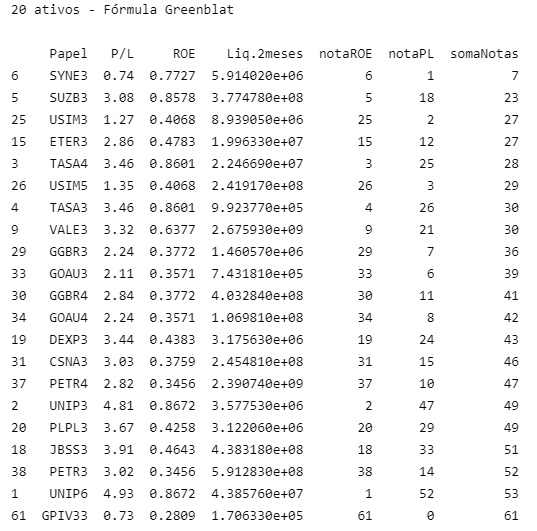 20 ativos - Fórmula Greenblat
Papel P/L ROE Liq.2meses notaROE notaPL somaNotas
6 SYNE3 0.74 0.7727 5.914020e+06 6 1 7
5 SUZB3 3.08 0.8578 3.774780e+08 5 18 23
25 USIM3 1.27 0.4068 8.939050e+06 25 2 27
15 ETER3 2.86 0.4783 1.996330e+07 15 12 27
3 TASA4 3.46 0.8601 2.246690e+07 3 25 28
26 USIM5 1.35 0.4068 2.419170e+08 26 3 29
4 TASA3 3.46 0.8601 9.923770e+05 4 26 30
9 VALE3 3.32 0.6377 2.675930e+09 9 21 30
29 GGBR3 2.24 0.3772 1.460570e+06 29 7 36
33 GOAU3 2.11 0.3571 7.431810e+05 33 6 39
30 GGBR4 2.84 0.3772 4.032840e+08 30 11 41
34 GOAU4 2.24 0.3571 1.069810e+08 34 8 42
19 DEXP3 3.44 0.4383 3.175630e+06 19 24 43
31 CSNA3 3.03 0.3759 2.454810e+08 31 15 46
37 PETR4 2.82 0.3456 2.390740e+09 37 10 47
2 UNIP3 4.81 0.8672 3.577530e+06 2 47 49
20 PLPL3 3.67 0.4258 3.122060e+06 20 29 49
18 JBSS3 3.91 0.4643 4.383180e+08 18 33 51
38 PETR3 3.02 0.3456 5.912830e+08 38 14 52
1 UNIP6 4.93 0.8672 4.385760e+07 1 52 53
61 GPIV33 0.73 0.2809 1.706330e+05 61 0 61